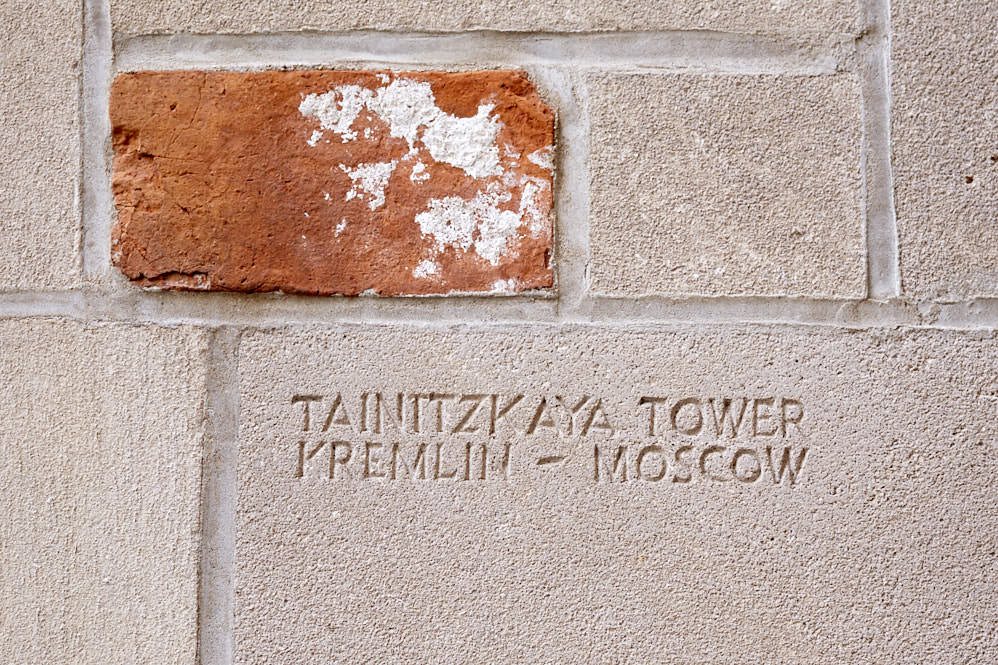 TAINITZKAYA TOWER
KREMLIN – MOSCOW